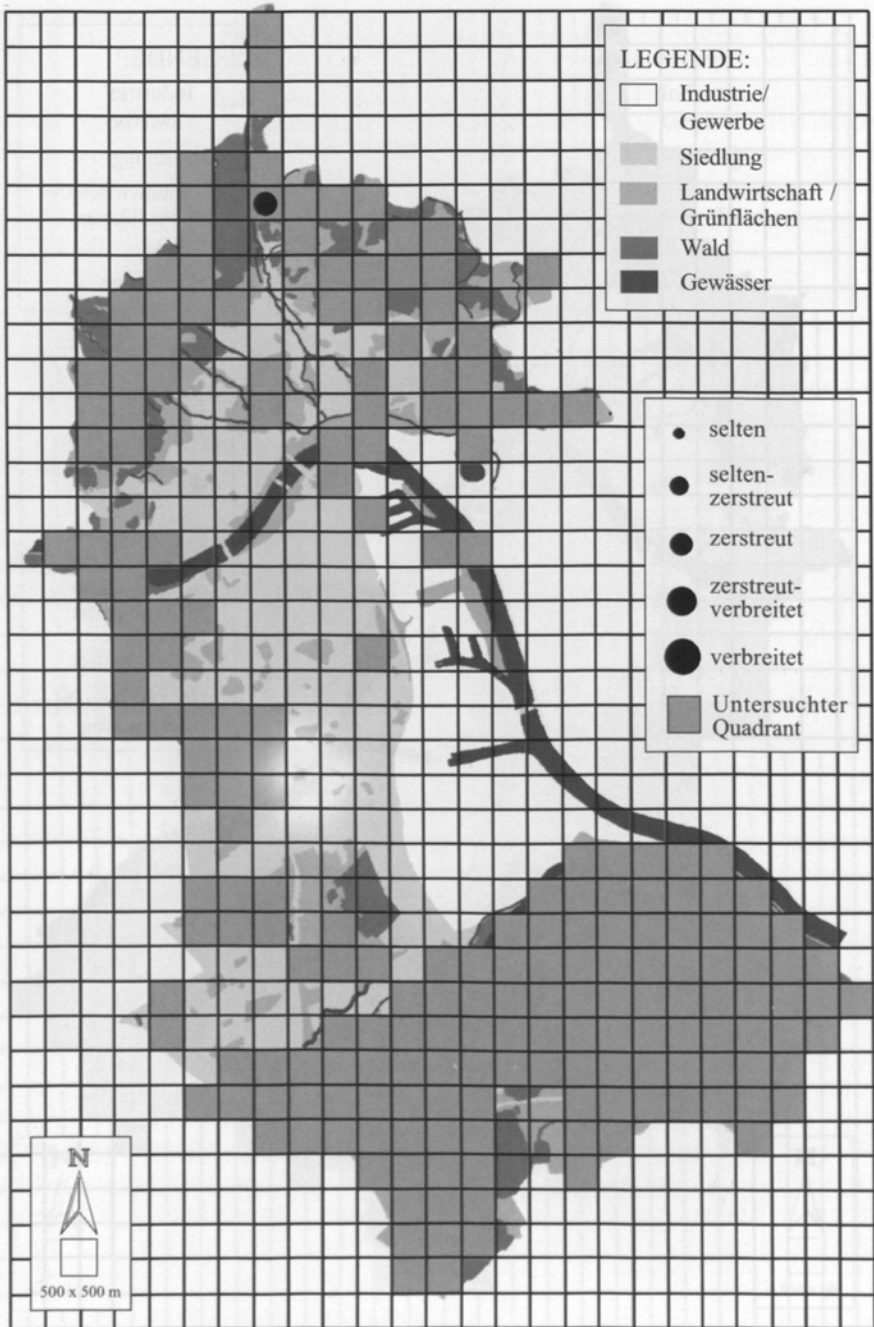 LEGENDE:
Industrie/
Gewerbe
Siedlung
Landwirtschaft /
Grünflächen
Wald
Gewässer
selten
selten-
zerstreut
zerstreut
zerstreut-
verbreitet
verbreitet
Untersuchter
Quadrant
N
500 x 500 m